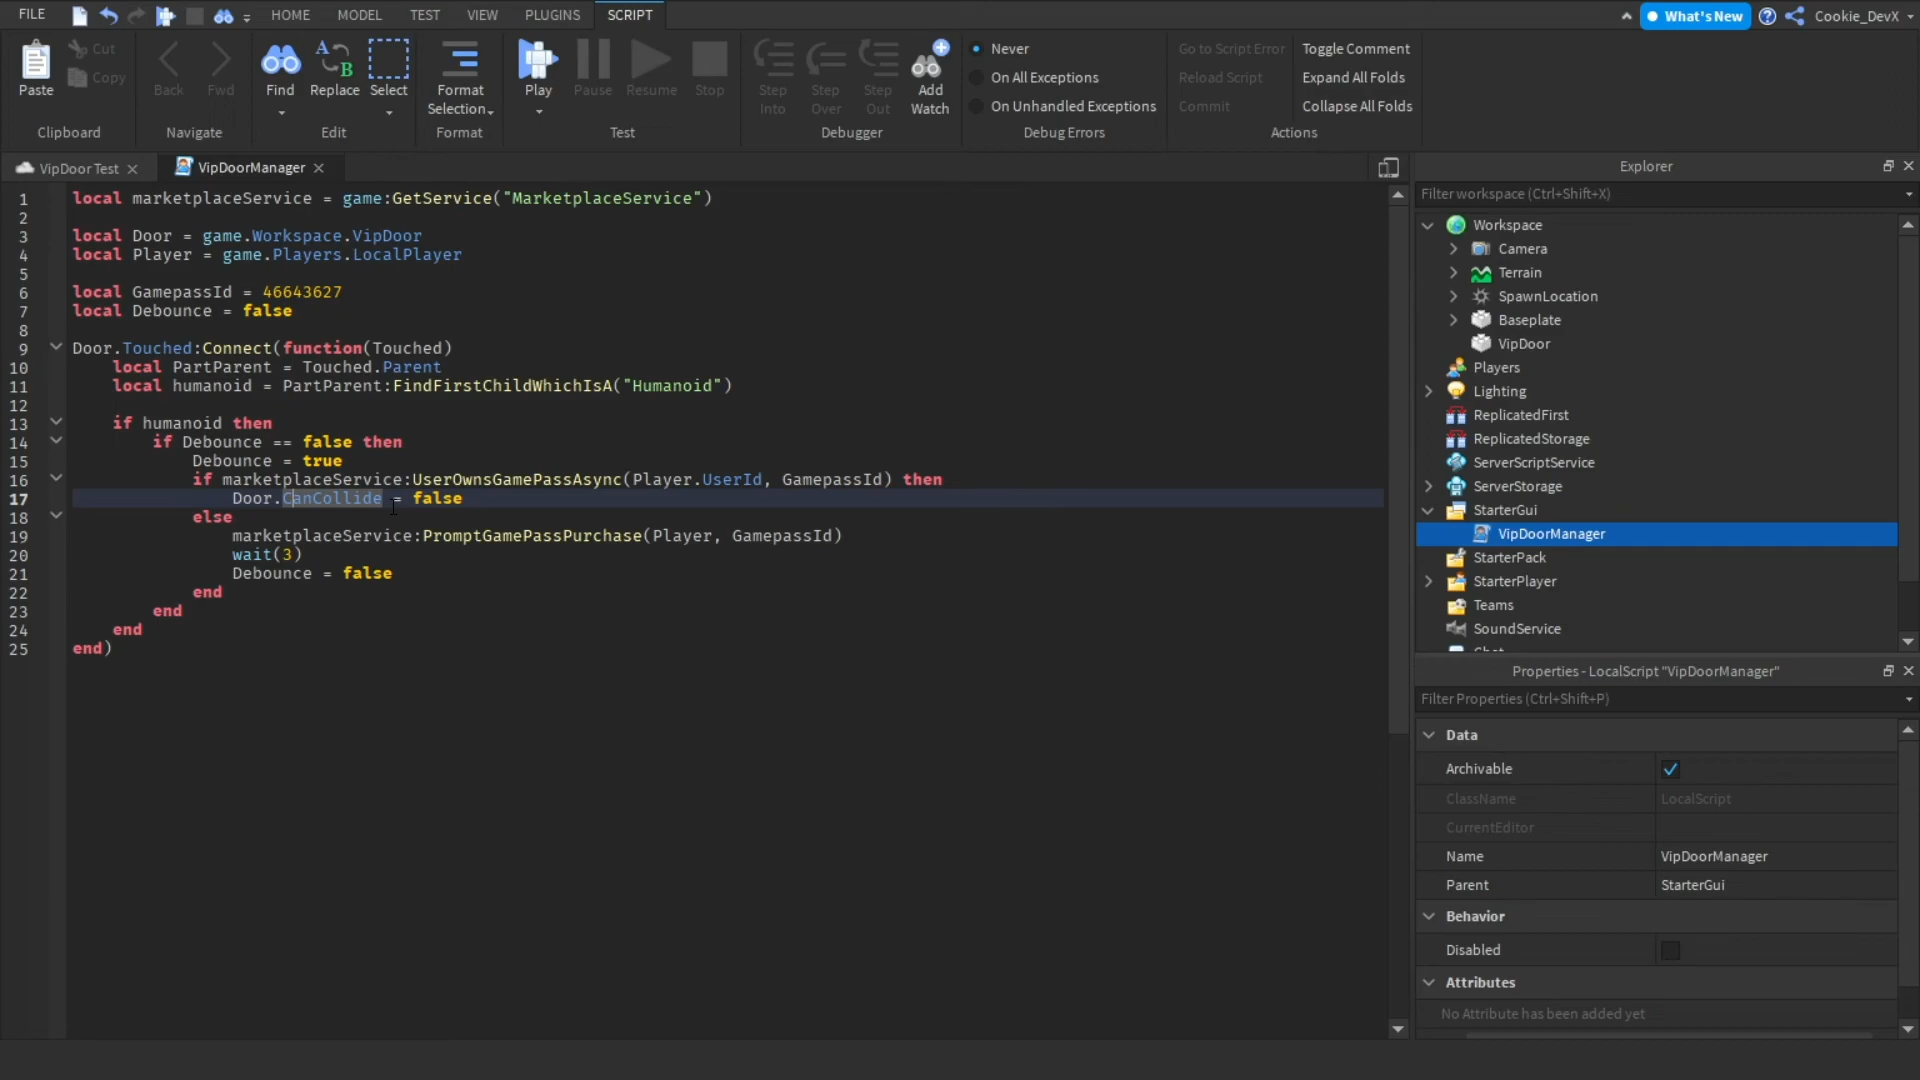 FILE HOME MODEL TEST VIEW PLUGINS SCRIPT What's New Cookie_DevX
Paste Cut Copy Back Fwd Find Replace Select Format Selection Play Pause Resume Stop Step Into Step Over Step Out Add Watch
Never
On All Exceptions
On Unhandled Exceptions
Go to Script Error
Reload Script
Commit
Toggle Comment
Expand All Folds
Collapse All Folds
Clipboard Navigate Edit Format Test Debugger Debug Errors Actions
VipDoor Test VipDoorManager
1 local marketplaceService = game:GetService("MarketplaceService")
2
3 local Door = game.Workspace.VipDoor
4 local Player = game.Players.LocalPlayer
5
6 local GamepassId = 46643627
7 local Debounce = false
8
9 Door.Touched:Connect(function(Touched)
10 local PartParent = Touched.Parent
11 local humanoid = PartParent:FindFirstChildWhichIsA("Humanoid")
12
13 if humanoid then
14 if Debounce == false then
15 Debounce = true
16 if marketplaceService:UserOwnsGamePassAsync(Player.UserId, GamepassId) then
17 Door.CanCollide = false
18 else
19 marketplaceService:PromptGamePassPurchase(Player, GamepassId)
20 wait(3)
21 Debounce = false
22 end
23 end
24 end
25 end)
Explorer
Filter workspace (Ctrl+Shift+X)
Workspace
Camera
Terrain
SpawnLocation
Baseplate
VipDoor
Players
Lighting
ReplicatedFirst
ReplicatedStorage
ServerScriptService
ServerStorage
StarterGui
VipDoorManager
StarterPack
StarterPlayer
Teams
SoundService
Chat
Properties - LocalScript "VipDoorManager"
Filter Properties (Ctrl+Shift+P)
Data
Archivable
ClassName LocalScript
CurrentEditor
Name VipDoorManager
Parent StarterGui
Behavior
Disabled
Attributes
No Attribute has been added yet